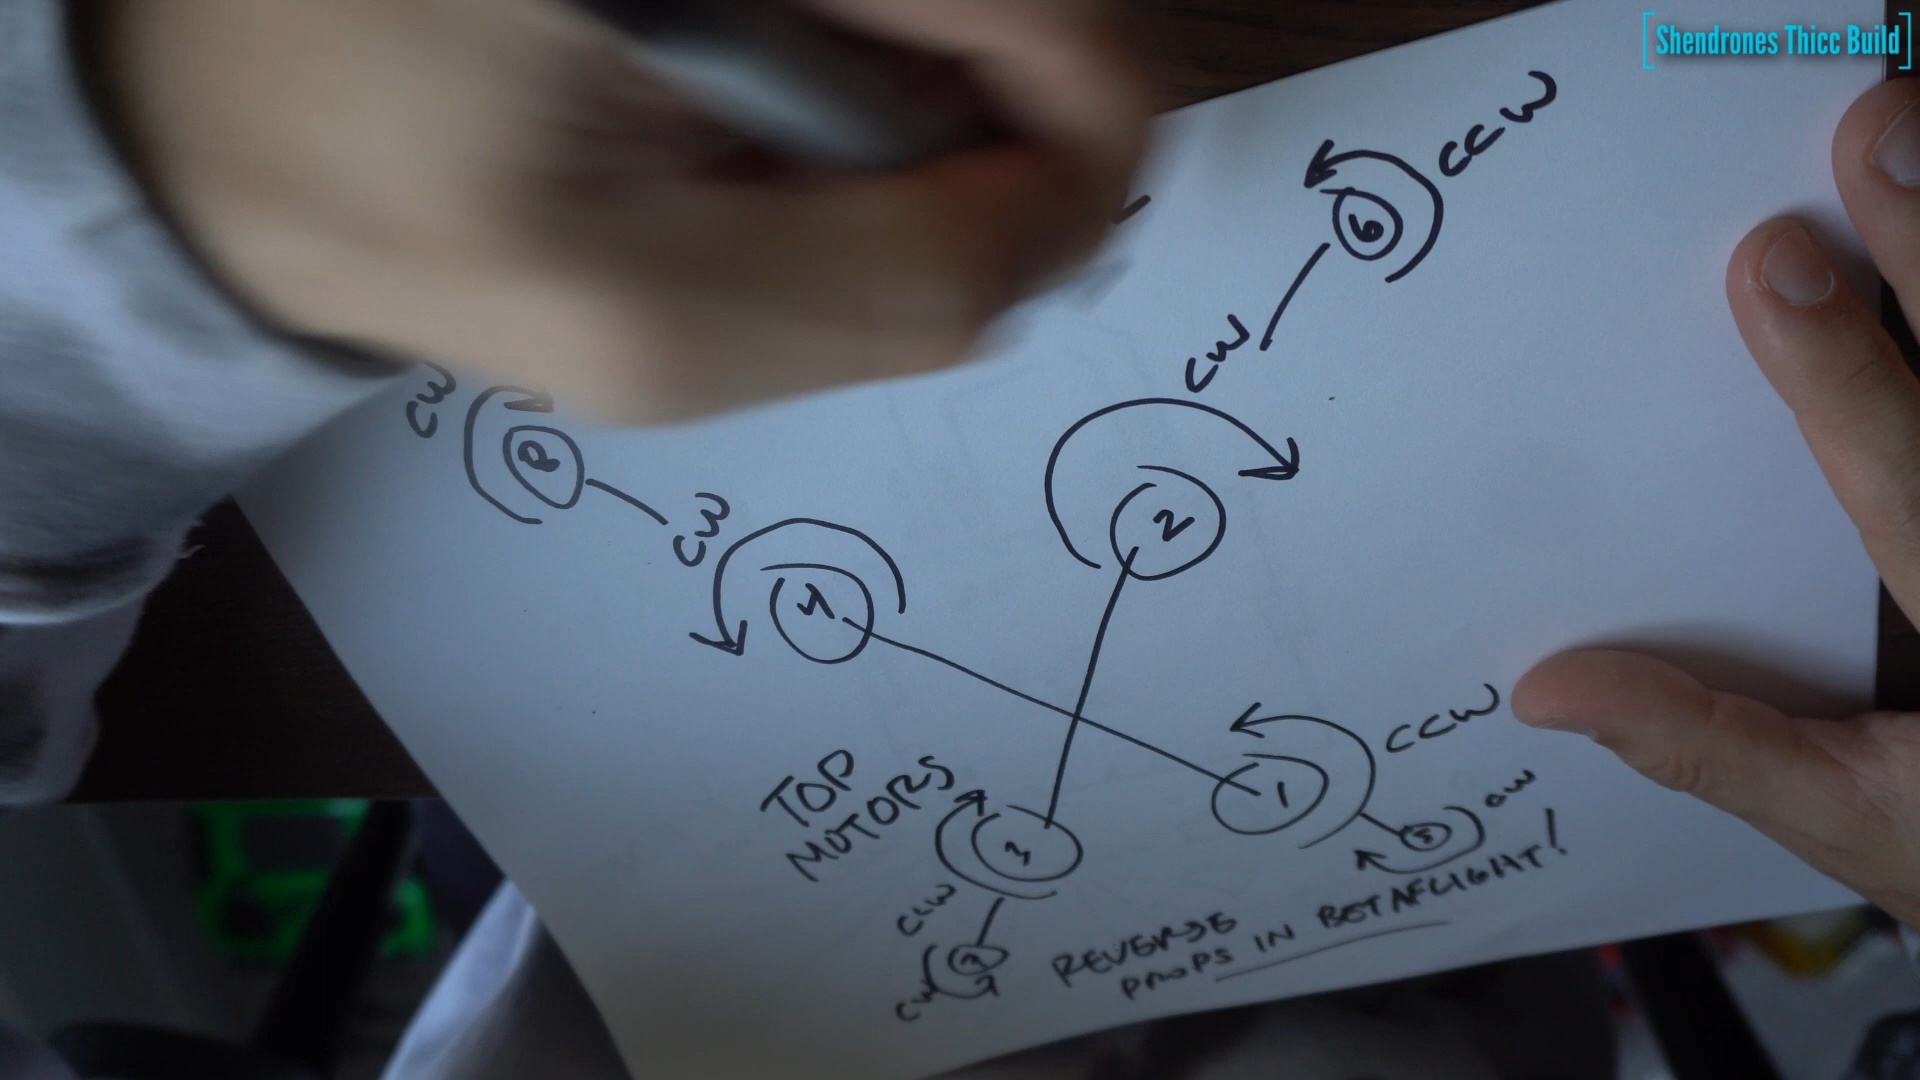 [Shendrones Thicc Build]
CCW
6
CW
CW
8
CW
2
4
CCW
1
CW
5
TOP
MOTORS
3
CCW
CW
REVERSE
PROPS IN BETAFLIGHT!